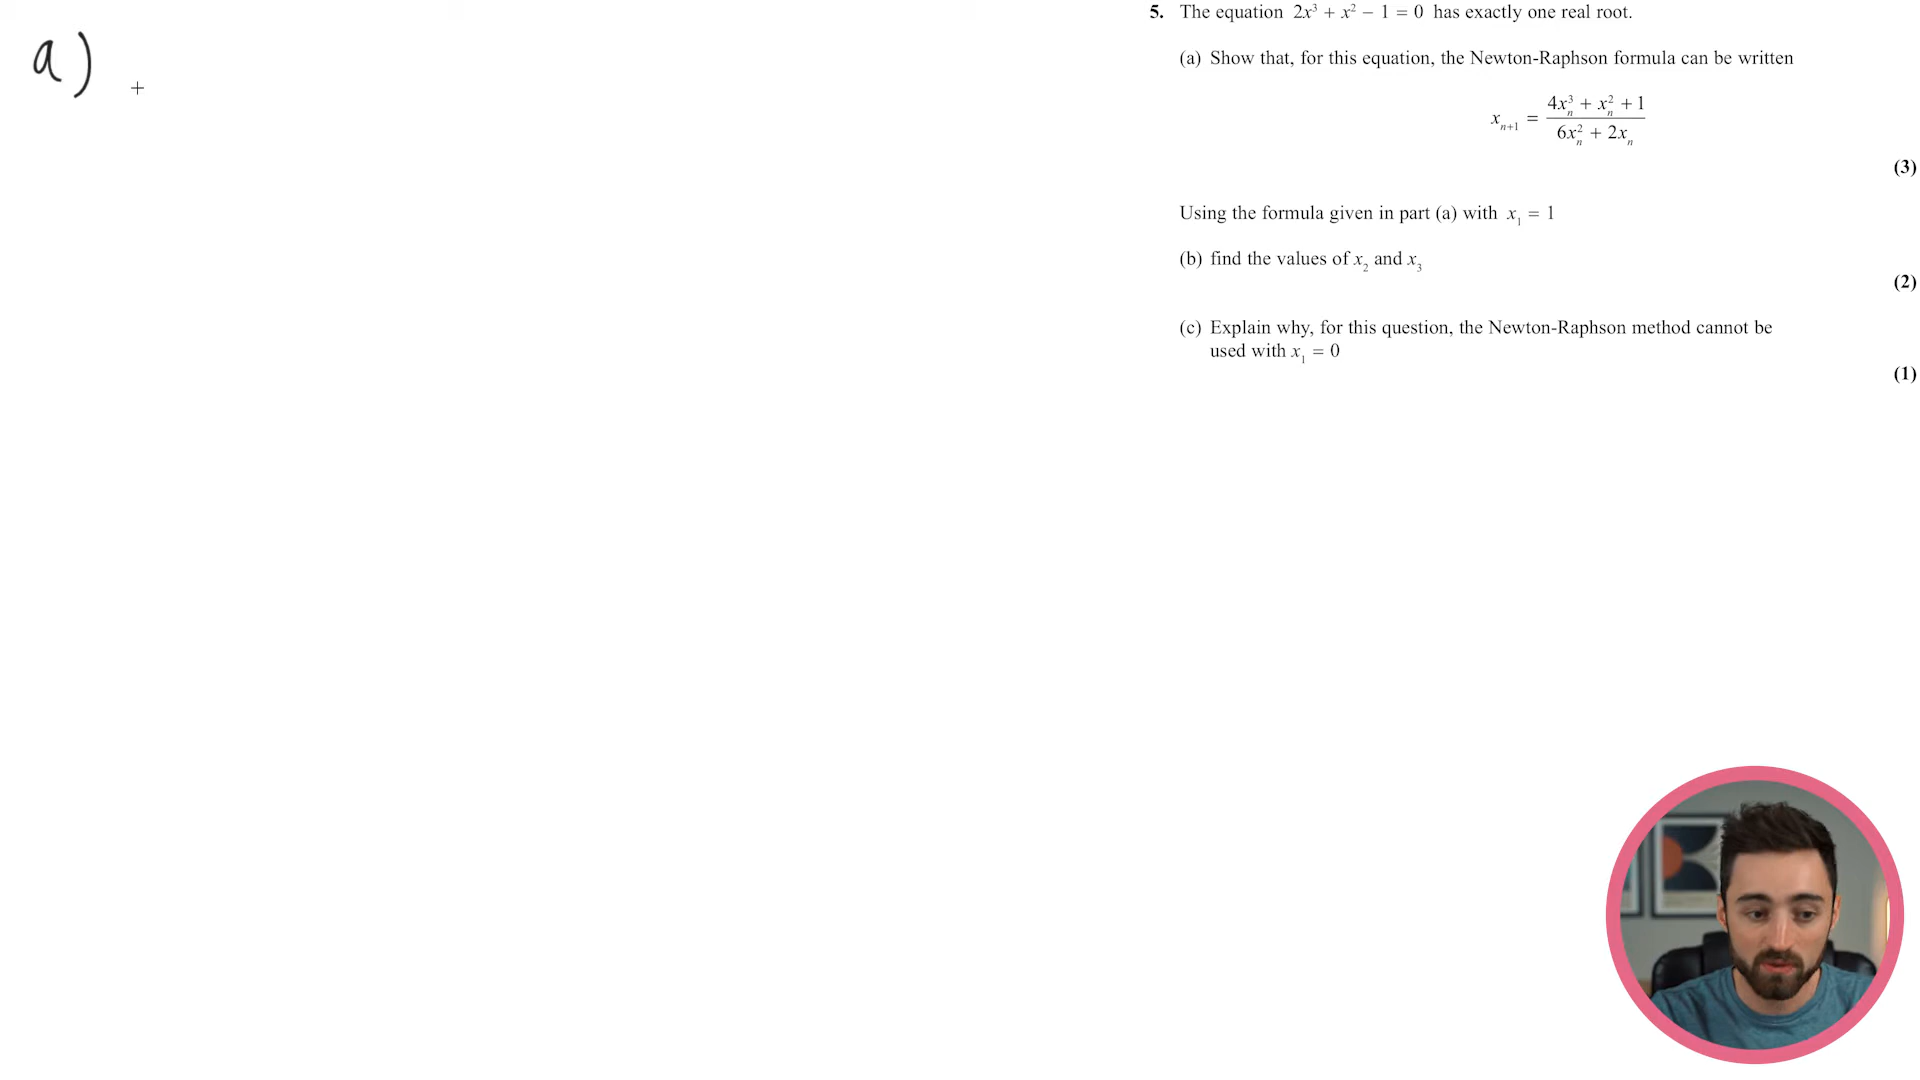 a)
5. The equation 2x³ + x² − 1 = 0 has exactly one real root.
(a) Show that, for this equation, the Newton-Raphson formula can be written
xₙ₊₁ = (4xₙ³ + xₙ² + 1) / (6xₙ² + 2xₙ)
(3)
Using the formula given in part (a) with x₁ = 1
(b) find the values of x₂ and x₃
(2)
(c) Explain why, for this question, the Newton-Raphson method cannot be
used with x₁ = 0
(1)